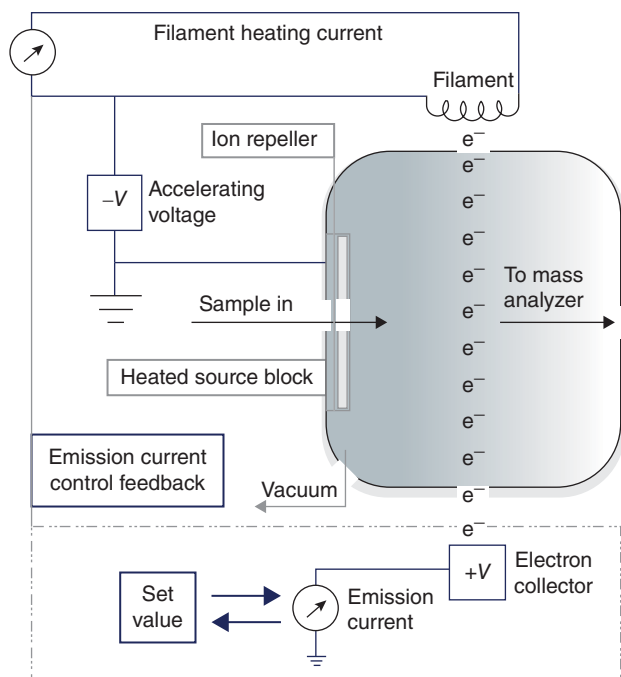 Filament heating current
Filament
Ion repeller
e⁻
e⁻
–V
Accelerating
voltage
e⁻
e⁻
e⁻
Sample in
To mass
analyzer
e⁻
e⁻
Heated source block
e⁻
e⁻
Emission current
control feedback
e⁻
Vacuum
e⁻
e⁻
+V
Electron
collector
Set
value
Emission
current